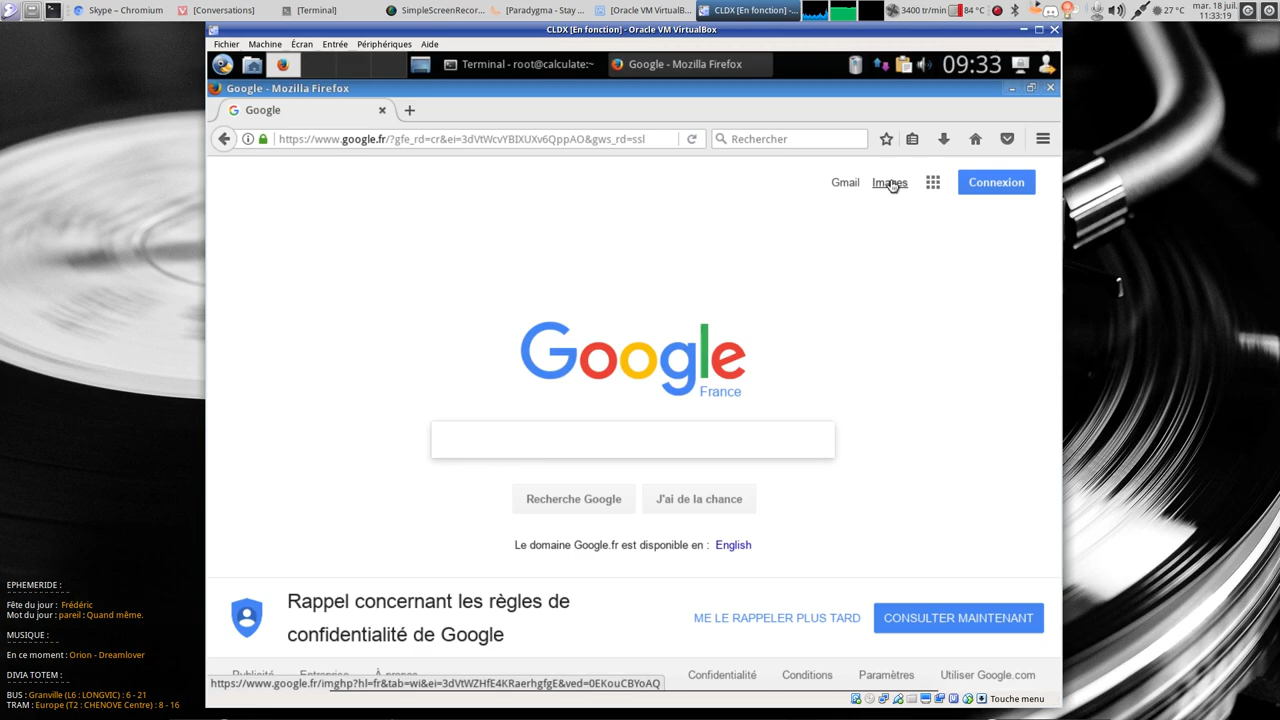 Skype – Chromium
[Conversations]
[Terminal]
SimpleScreenRecor...
[Paradygma - Stay ...
[Oracle VM VirtualB...
CLDX [En fonction] -...
3400 tr/min
84 °C
27 °C
mar. 18 juil.
11:33:19
CLDX [En fonction] - Oracle VM VirtualBox
Fichier Machine Écran Entrée Périphériques Aide
Terminal - root@calculate:~
Google - Mozilla Firefox
09:33
Google - Mozilla Firefox
Google
https://www.google.fr/?gfe_rd=cr&ei=3dVtWcvYBIXUXv6QppAO&gws_rd=ssl
Rechercher
Gmail
Images
Connexion
Google
France
Recherche Google
J'ai de la chance
Le domaine Google.fr est disponible en : English
Rappel concernant les règles de
confidentialité de Google
ME LE RAPPELER PLUS TARD
CONSULTER MAINTENANT
Publicité Entreprise À propos
Confidentialité Conditions Paramètres Utiliser Google.com
https://www.google.fr/imghp?hl=fr&tab=wi&ei=3dVtWZHfE4KRaerhgfgE&ved=0EKouCBYoAQ
Touche menu
EPHEMERIDE :
Fête du jour : Frédéric
Mot du jour : pareil : Quand même.
MUSIQUE :
En ce moment : Orion - Dreamlover
DIVIA TOTEM :
BUS : Granville (L6 : LONGVIC) : 6 - 21
TRAM : Europe (T2 : CHENOVE Centre) : 8 - 16